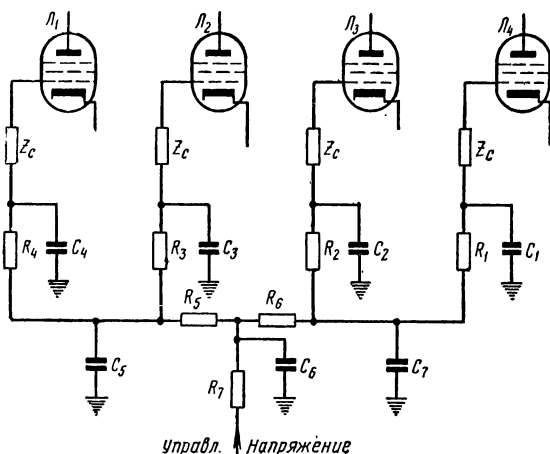 Л₁ Л₂ Л₃ Л₄
Zc Zc Zc Zc
R₄ C₄ R₃ C₃ R₂ C₂ R₁ C₁
R₅ R₆
C₅ R₇ C₆ C₇
Управл. Напряжение